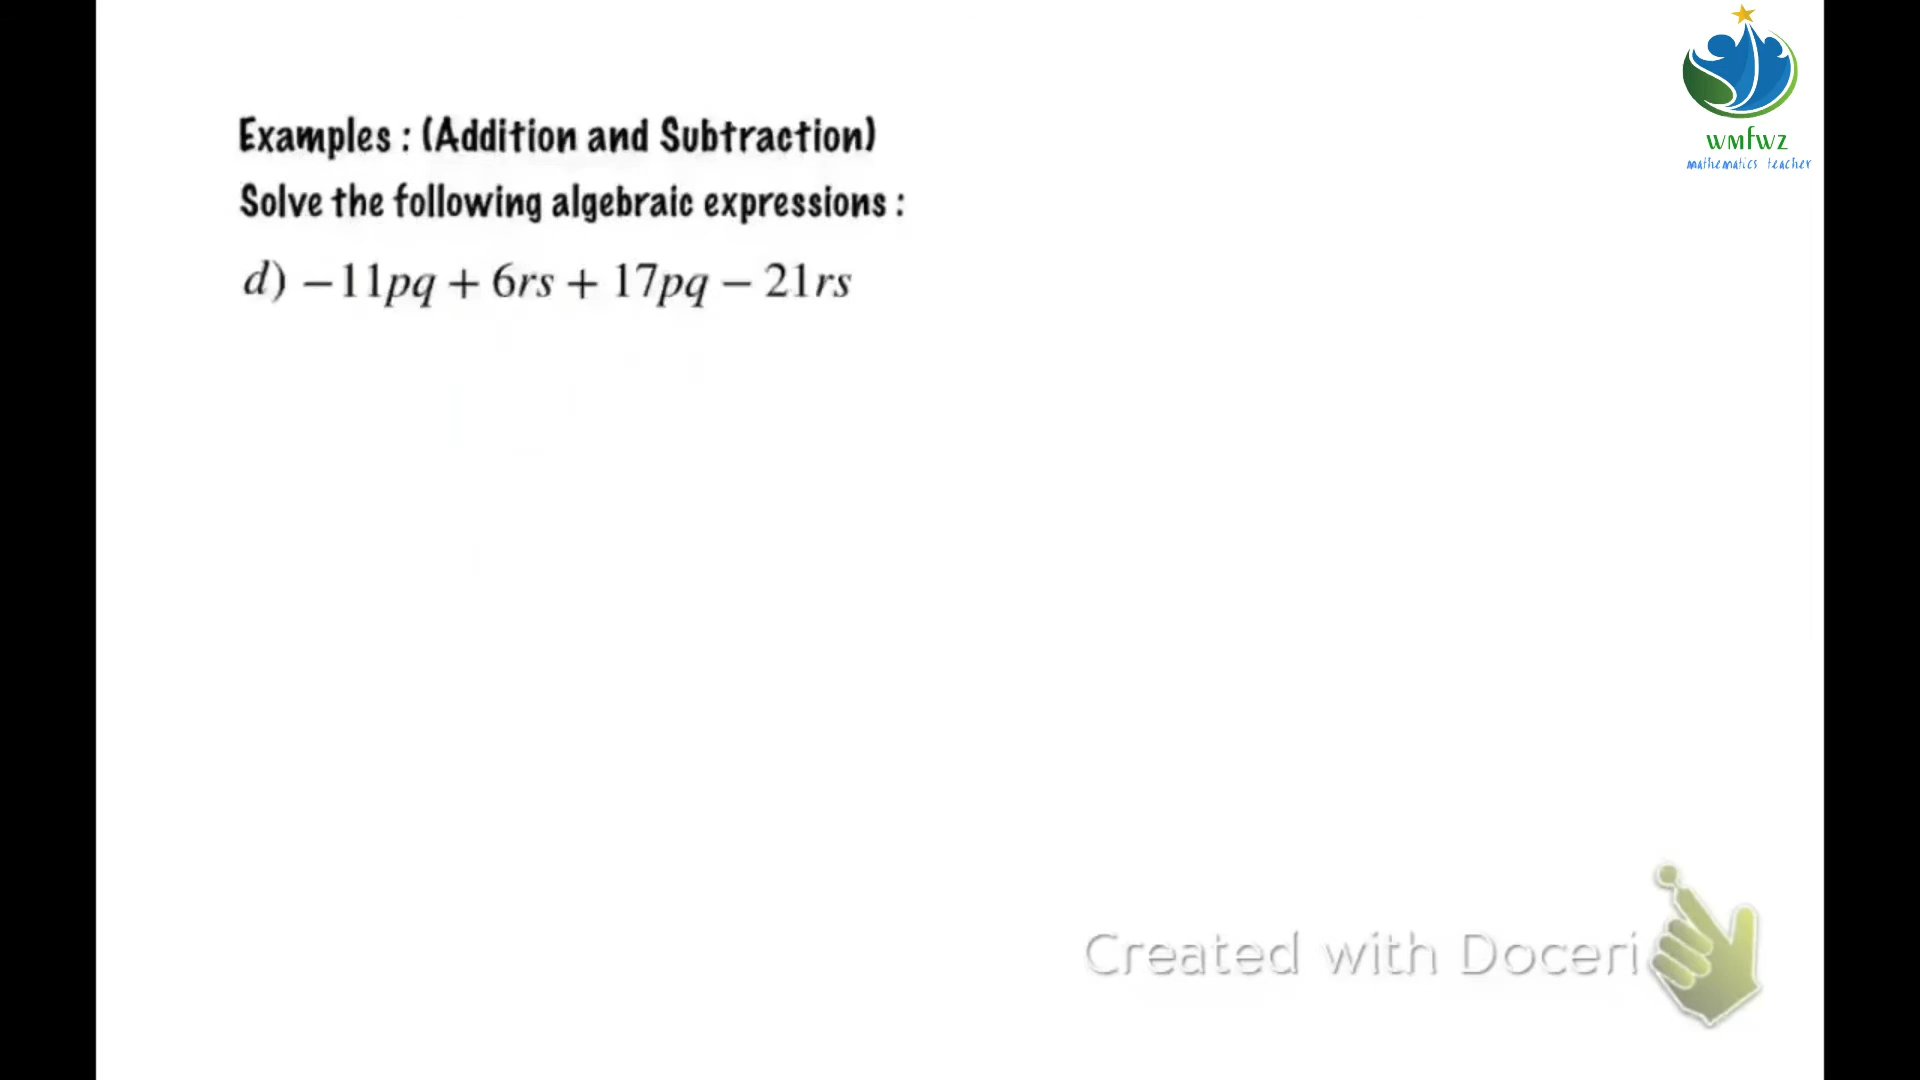 Examples : (Addition and Subtraction)
Solve the following algebraic expressions :
d) −11pq + 6rs + 17pq − 21rs
wmfwz
mathematics teacher
Created with Doceri